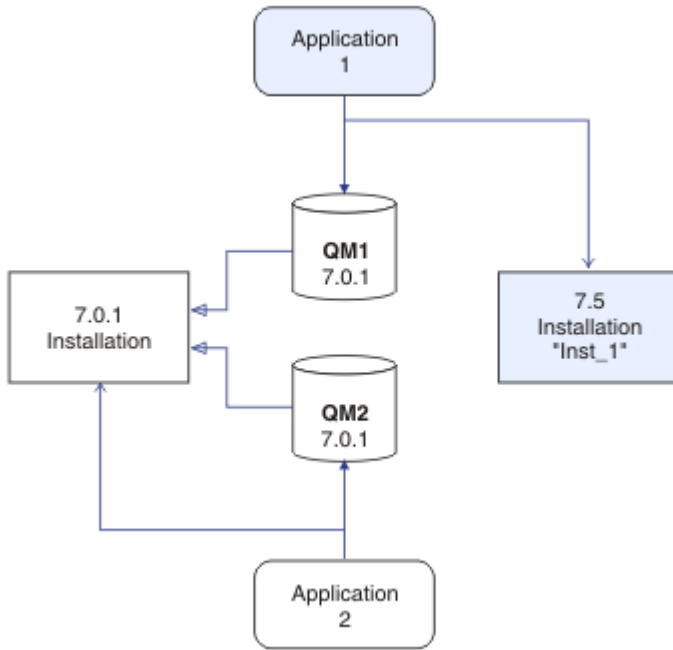 Application
1
QM1
7.0.1
7.0.1
Installation
7.5
Installation
"Inst_1"
QM2
7.0.1
Application
2